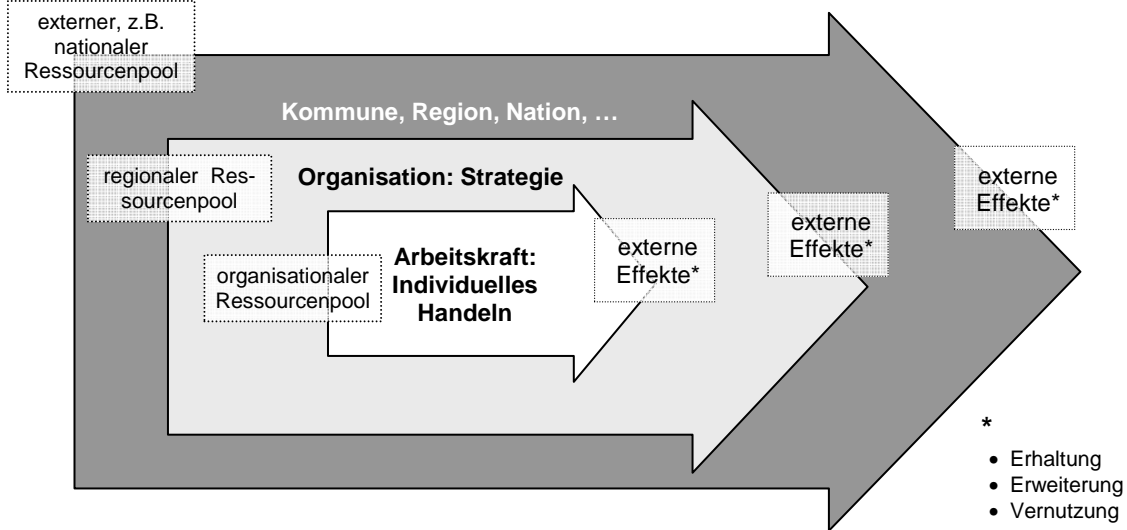 externer, z.B.
nationaler
Ressourcenpool
Kommune, Region, Nation, …
regionaler Res-
sourcenpool
Organisation: Strategie
organisationaler
Ressourcenpool
Arbeitskraft:
Individuelles
Handeln
externe
Effekte*
externe
Effekte*
externe
Effekte*
*
• Erhaltung
• Erweiterung
• Vernutzung